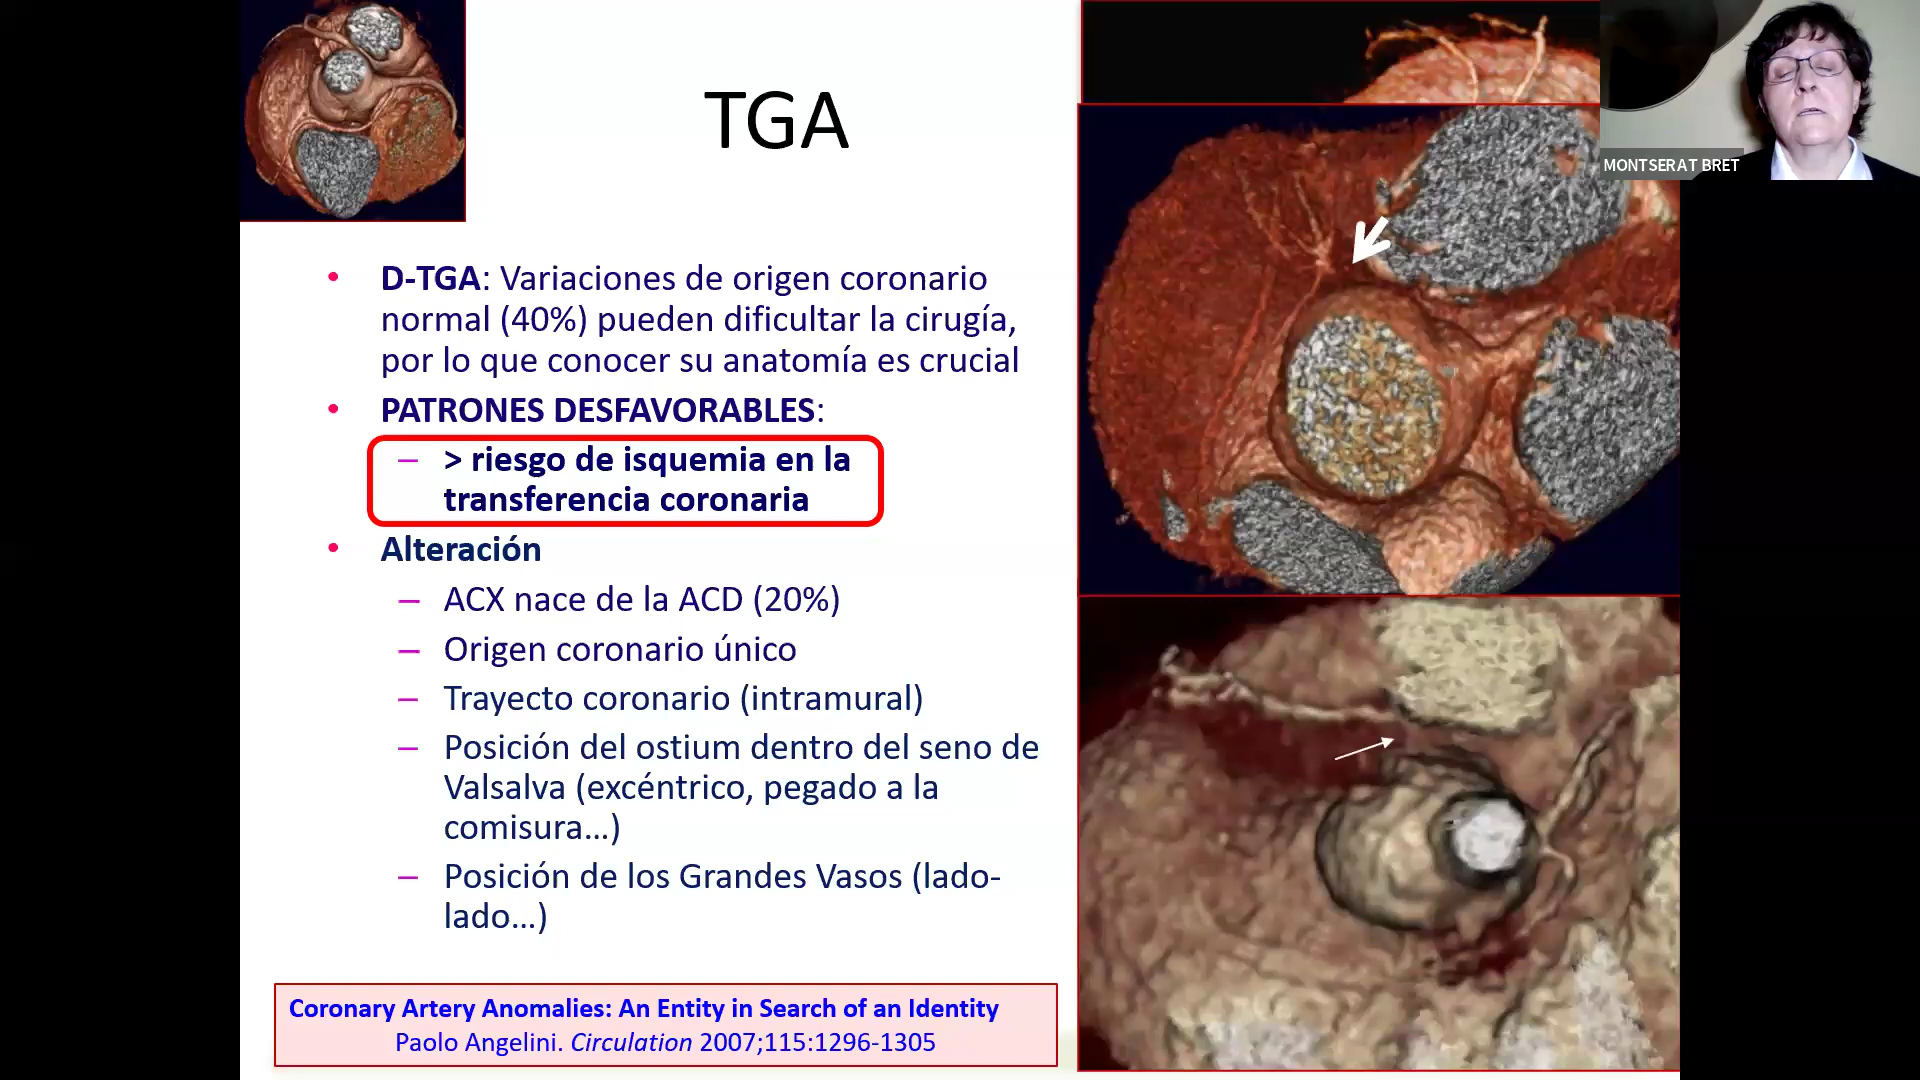 TGA
MONTSERAT BRET
• D-TGA: Variaciones de origen coronario
normal (40%) pueden dificultar la cirugía,
por lo que conocer su anatomía es crucial
• PATRONES DESFAVORABLES:
– > riesgo de isquemia en la
transferencia coronaria
• Alteración
– ACX nace de la ACD (20%)
– Origen coronario único
– Trayecto coronario (intramural)
– Posición del ostium dentro del seno de
Valsalva (excéntrico, pegado a la
comisura...)
– Posición de los Grandes Vasos (lado-
lado...)
Coronary Artery Anomalies: An Entity in Search of an Identity
Paolo Angelini. Circulation 2007;115:1296-1305